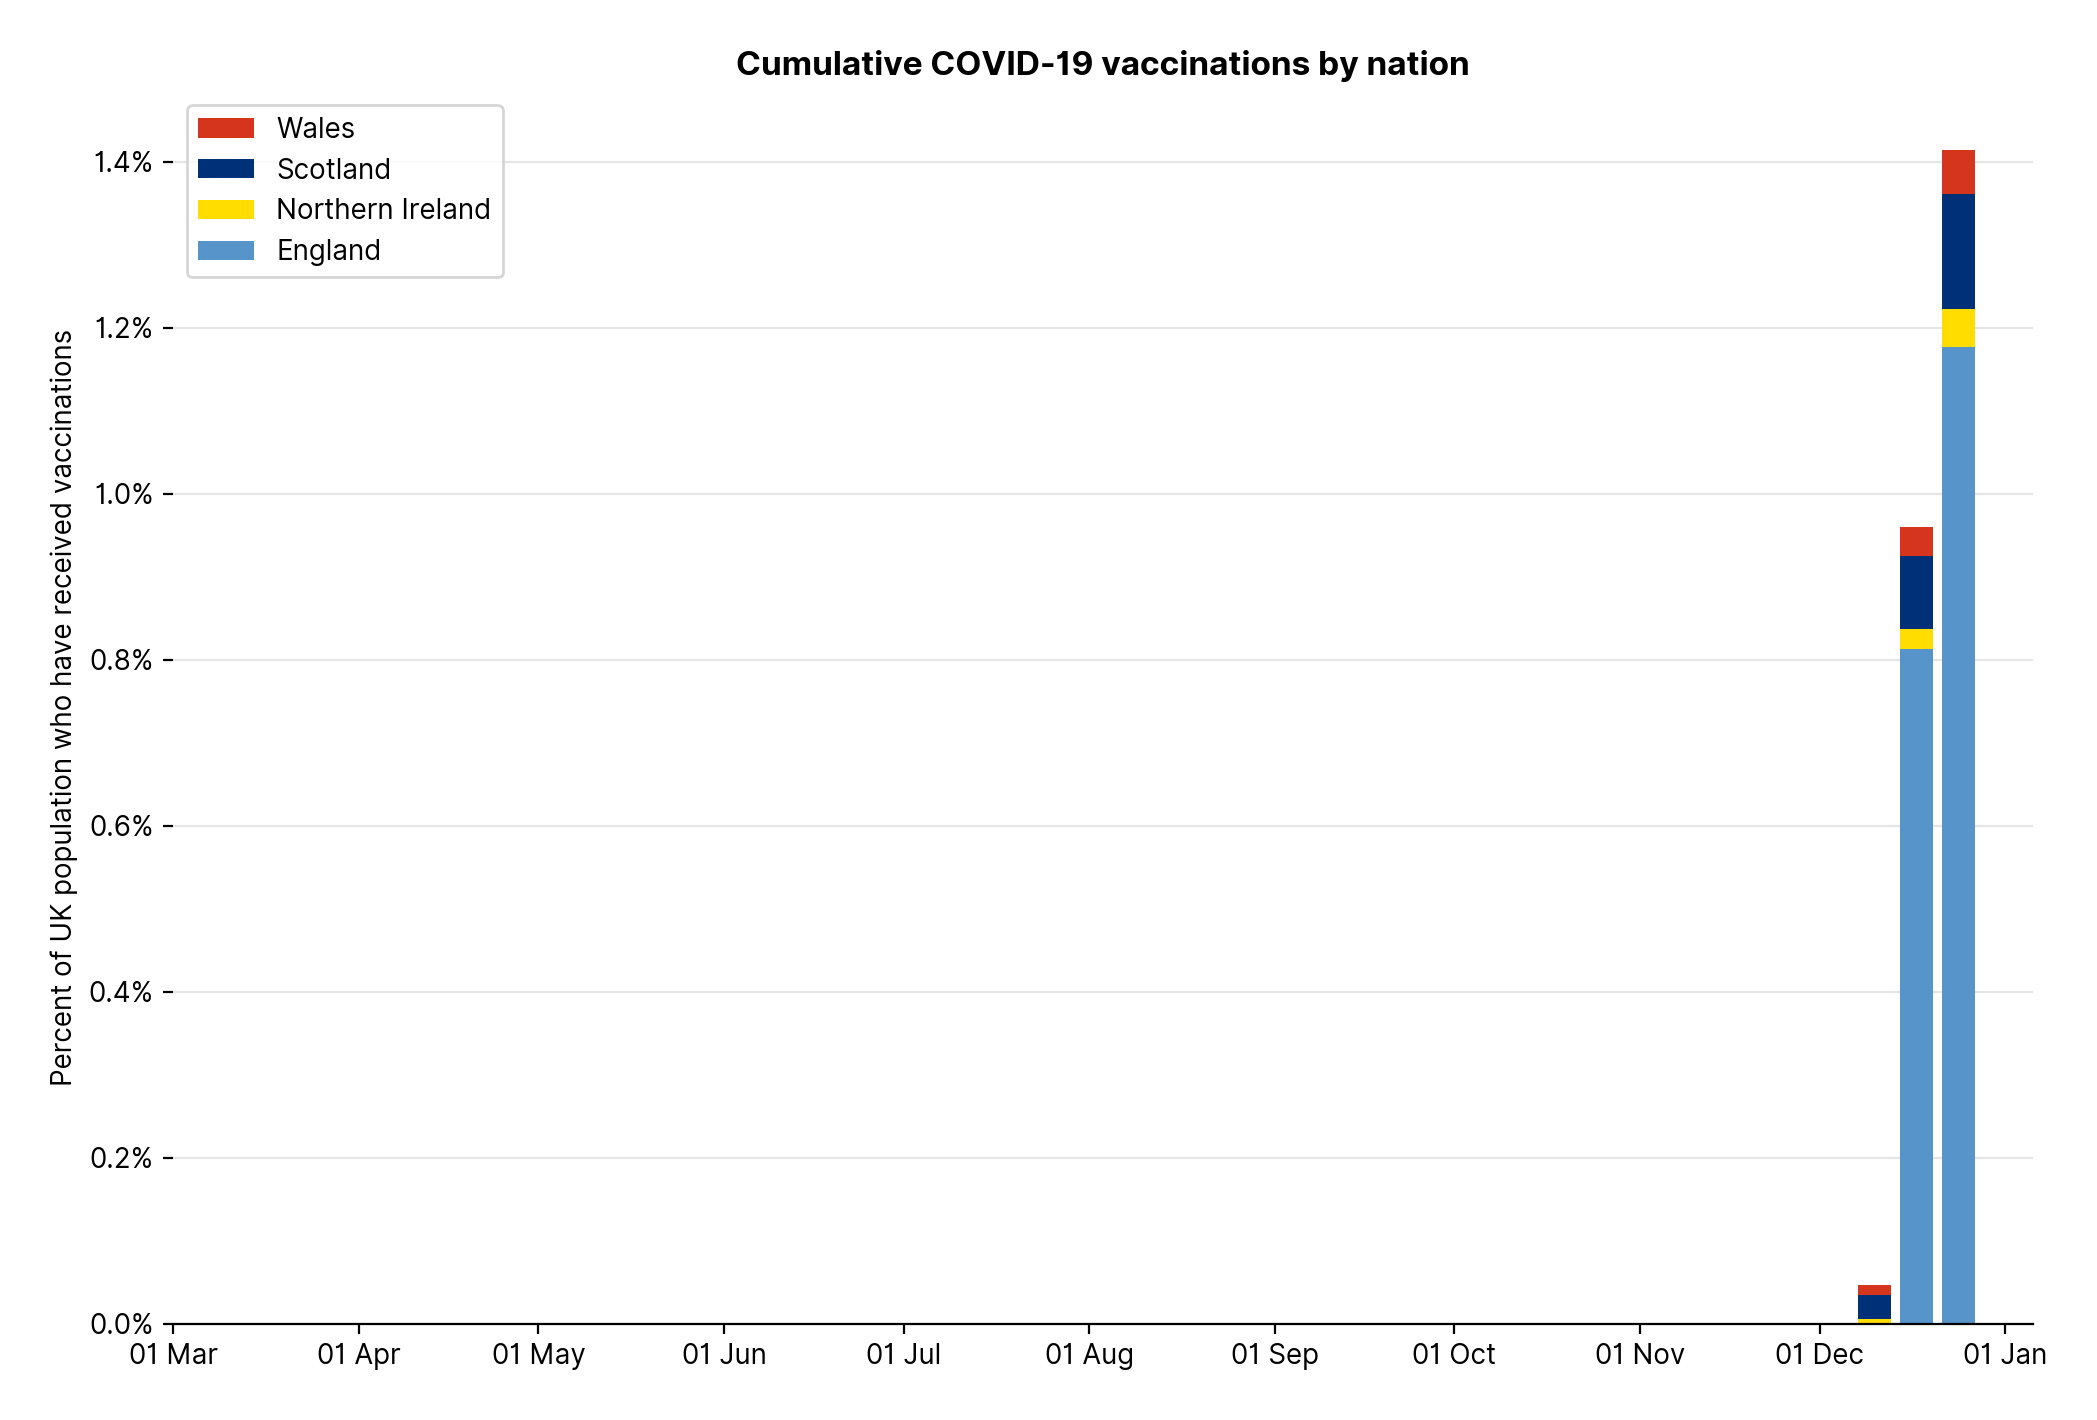 Cumulative COVID-19 vaccinations by nation
Wales
Scotland
Northern Ireland
England
Percent of UK population who have received vaccinations
1.4%
1.2%
1.0%
0.8%
0.6%
0.4%
0.2%
0.0%
01 Mar 01 Apr 01 May 01 Jun 01 Jul 01 Aug 01 Sep 01 Oct 01 Nov 01 Dec 01 Jan